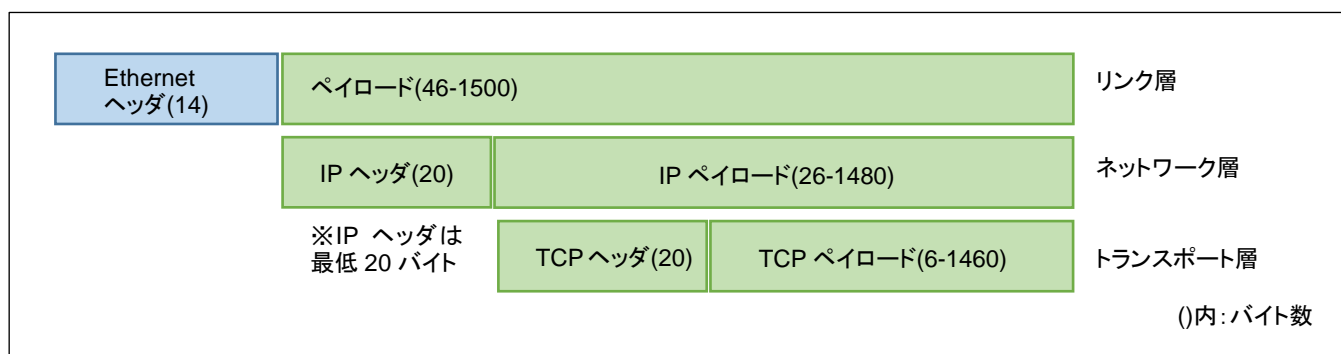 Ethernet
ヘッダ(14)
ペイロード(46-1500)
リンク層
IP ヘッダ(20)
IP ペイロード(26-1480)
ネットワーク層
※IP ヘッダは
最低 20 バイト
TCP ヘッダ(20)
TCP ペイロード(6-1460)
トランスポート層
()内：バイト数